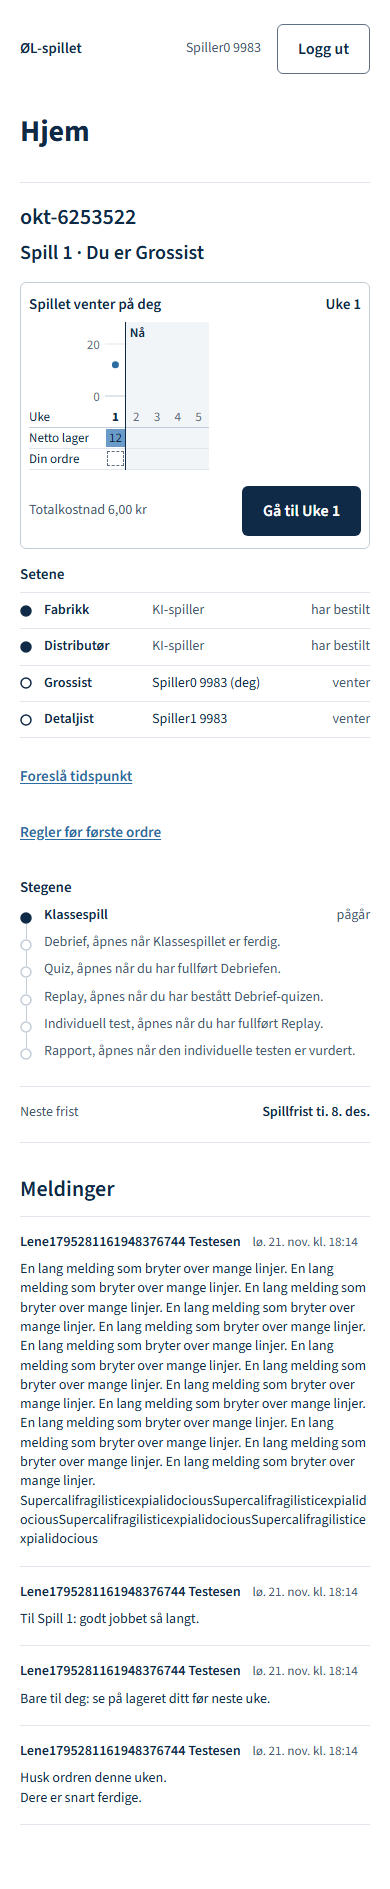 ØL-spillet Spiller0 9983 Logg ut
Hjem
okt-6253522
Spill 1 · Du er Grossist
Spillet venter på deg Uke 1
Nå
20
0
Uke 1 2 3 4 5
Netto lager 12
Din ordre
Totalkostnad 6,00 kr Gå til Uke 1
Setene
Fabrikk KI-spiller har bestilt
Distributør KI-spiller har bestilt
Grossist Spiller0 9983 (deg) venter
Detaljist Spiller1 9983 venter
Foreslå tidspunkt
Regler før første ordre
Stegene
Klassespill pågår
Debrief, åpnes når Klassespillet er ferdig.
Quiz, åpnes når du har fullført Debriefen.
Replay, åpnes når du har bestått Debrief-quizen.
Individuell test, åpnes når du har fullført Replay.
Rapport, åpnes når den individuelle testen er vurdert.
Neste frist Spillfrist ti. 8. des.
Meldinger
Lene1795281161948376744 Testesen lø. 21. nov. kl. 18:14
En lang melding som bryter over mange linjer. En lang
melding som bryter over mange linjer. En lang melding som
bryter over mange linjer. En lang melding som bryter over
mange linjer. En lang melding som bryter over mange linjer.
En lang melding som bryter over mange linjer. En lang
melding som bryter over mange linjer. En lang melding som
bryter over mange linjer. En lang melding som bryter over
mange linjer. En lang melding som bryter over mange linjer.
En lang melding som bryter over mange linjer. En lang
melding som bryter over mange linjer. En lang melding som
bryter over mange linjer. En lang melding som bryter over
mange linjer.
SupercalifragilisticexpialidociousSupercalifragilisticexpialid
ociousSupercalifragilisticexpialidociousSupercalifragilistice
xpialidocious
Lene1795281161948376744 Testesen lø. 21. nov. kl. 18:14
Til Spill 1: godt jobbet så langt.
Lene1795281161948376744 Testesen lø. 21. nov. kl. 18:14
Bare til deg: se på lageret ditt før neste uke.
Lene1795281161948376744 Testesen lø. 21. nov. kl. 18:14
Husk ordren denne uken.
Dere er snart ferdige.